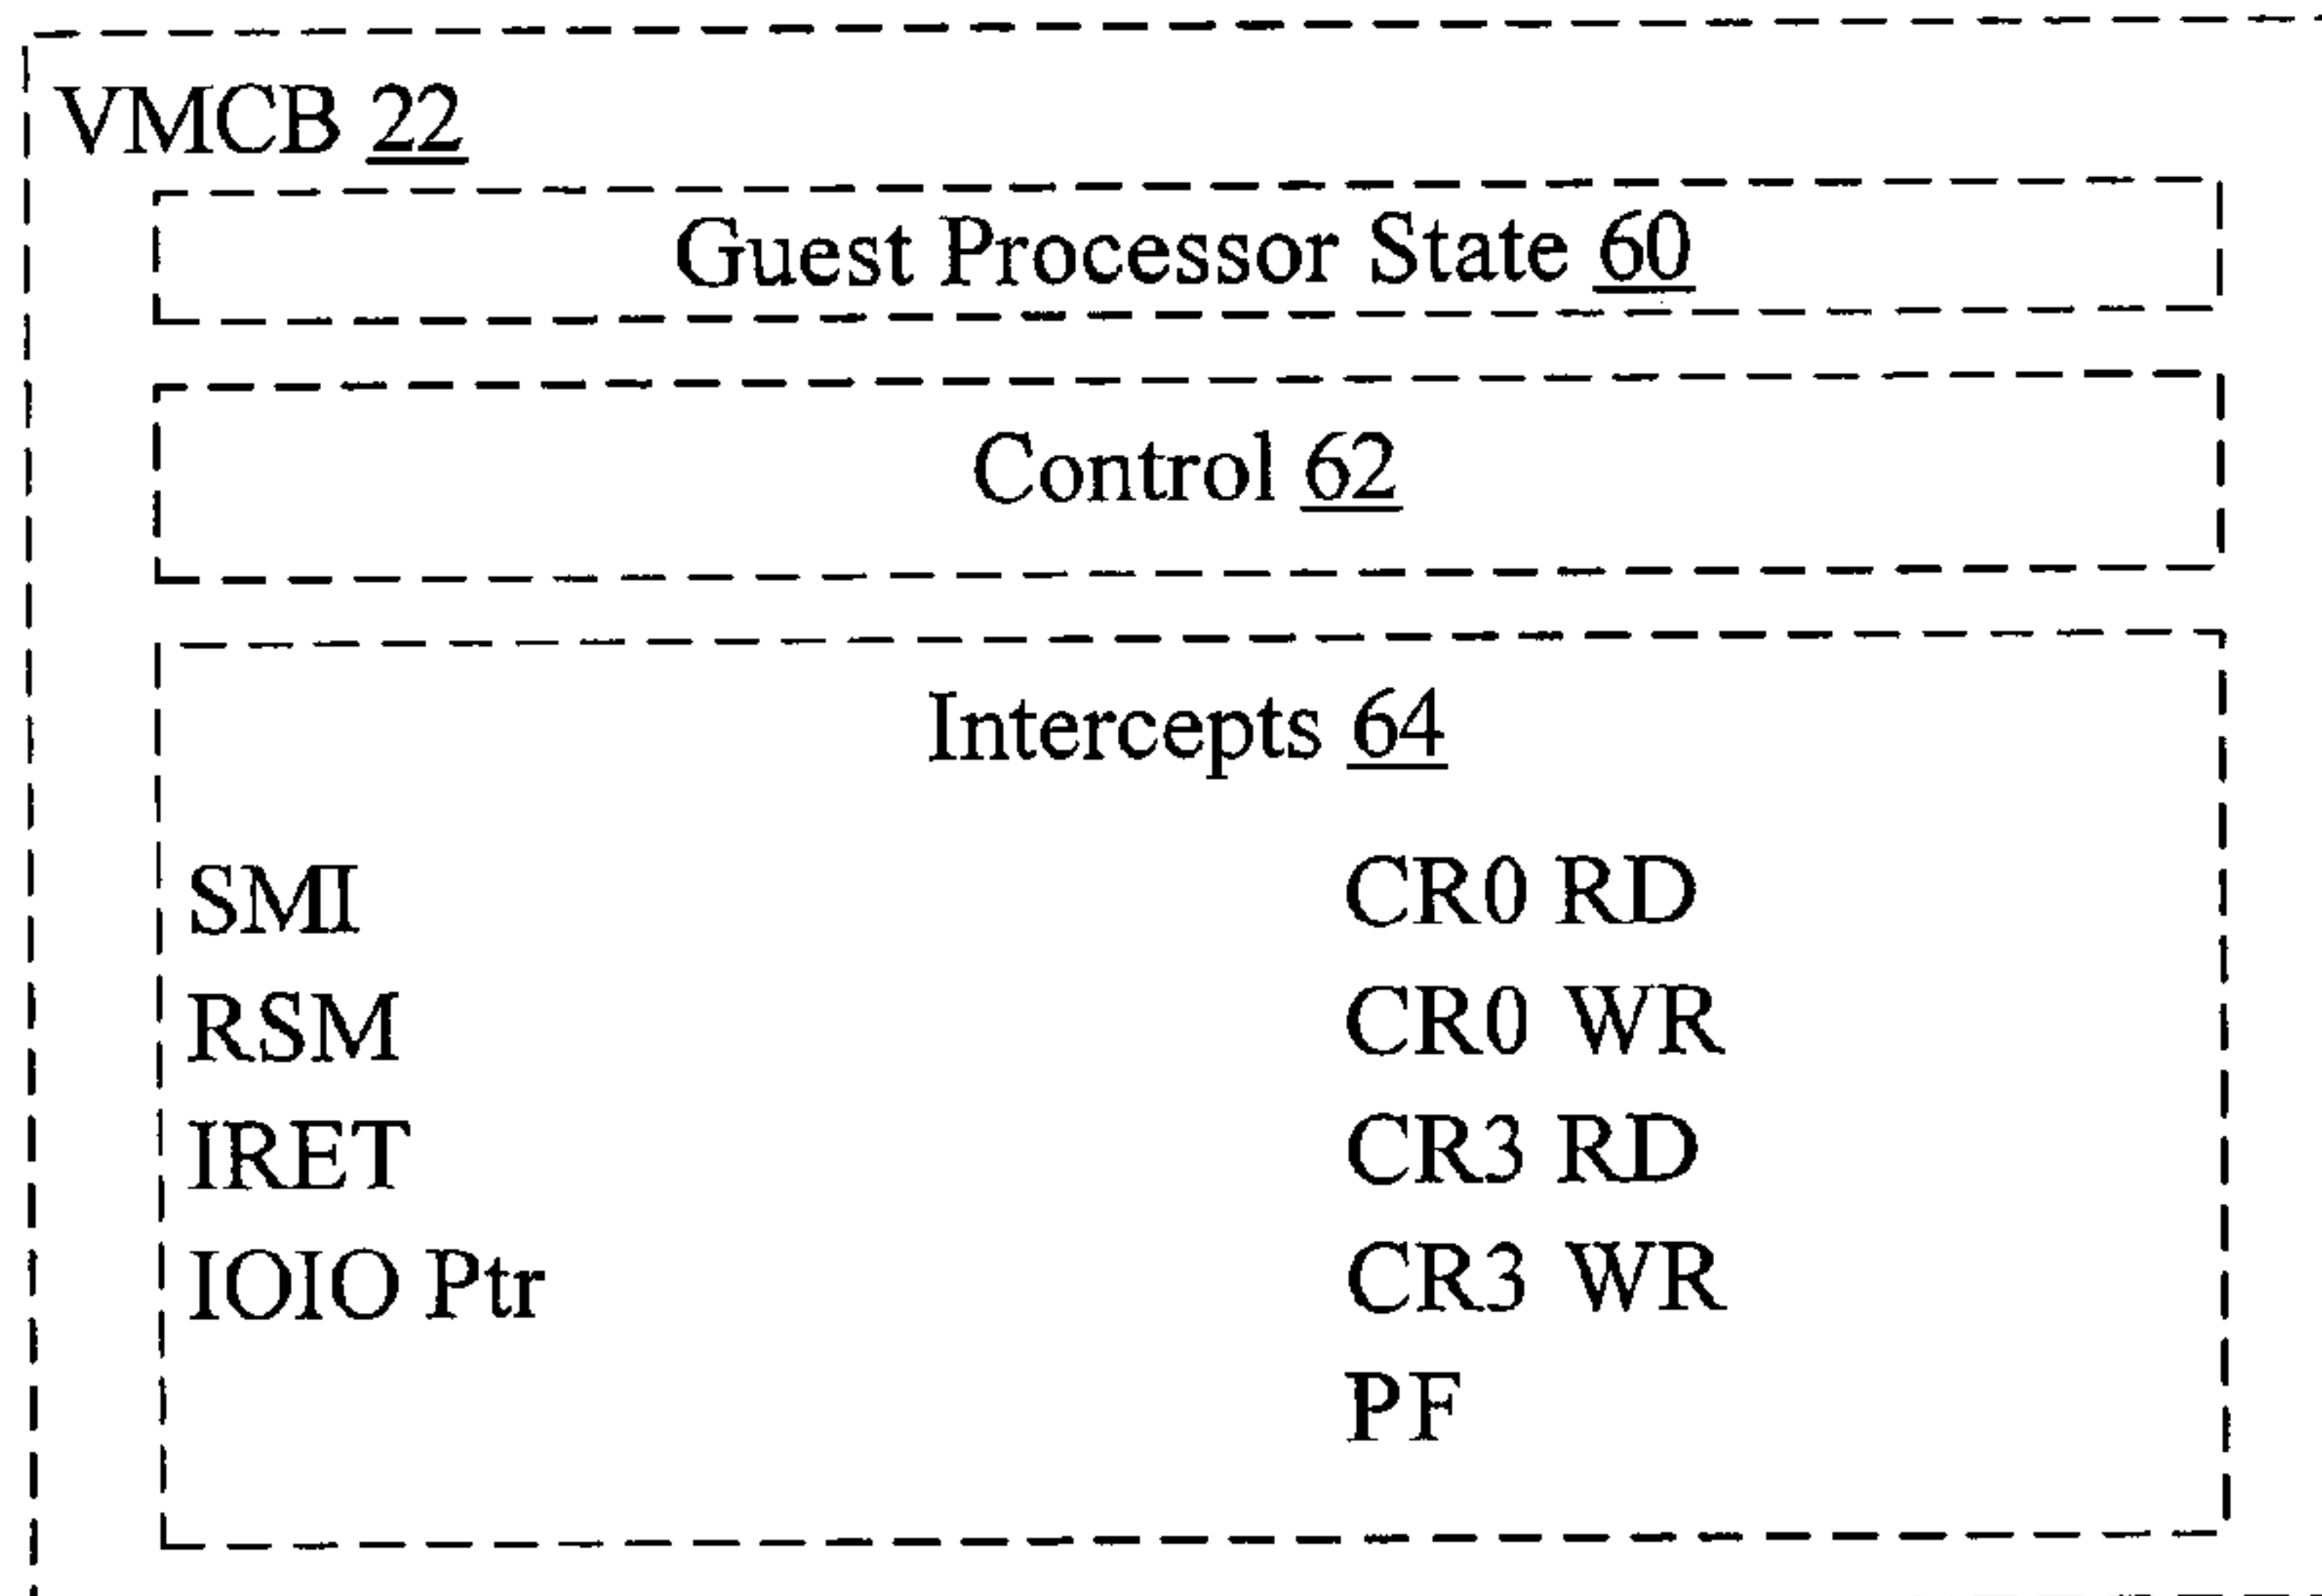 VMCB 22
Guest Processor State 60
Control 62
Intercepts 64
SMI
RSM
IRET
IOIO Ptr
CR0 RD
CR0 WR
CR3 RD
CR3 WR
PF